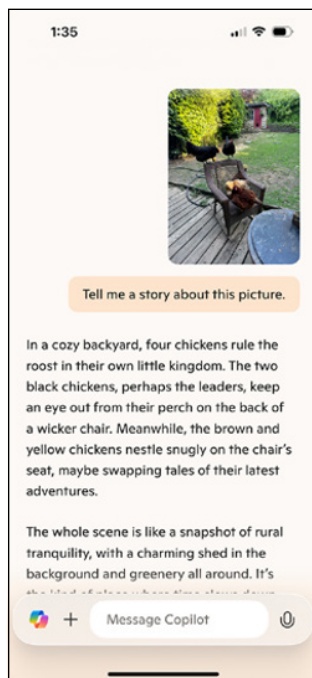 1:35
Tell me a story about this picture.
In a cozy backyard, four chickens rule the
roost in their own little kingdom. The two
black chickens, perhaps the leaders, keep
an eye out from their perch on the back of
a wicker chair. Meanwhile, the brown and
yellow chickens nestle snugly on the chair's
seat, maybe swapping tales of their latest
adventures.
The whole scene is like a snapshot of rural
tranquility, with a charming shed in the
background and greenery all around. It's
Message Copilot